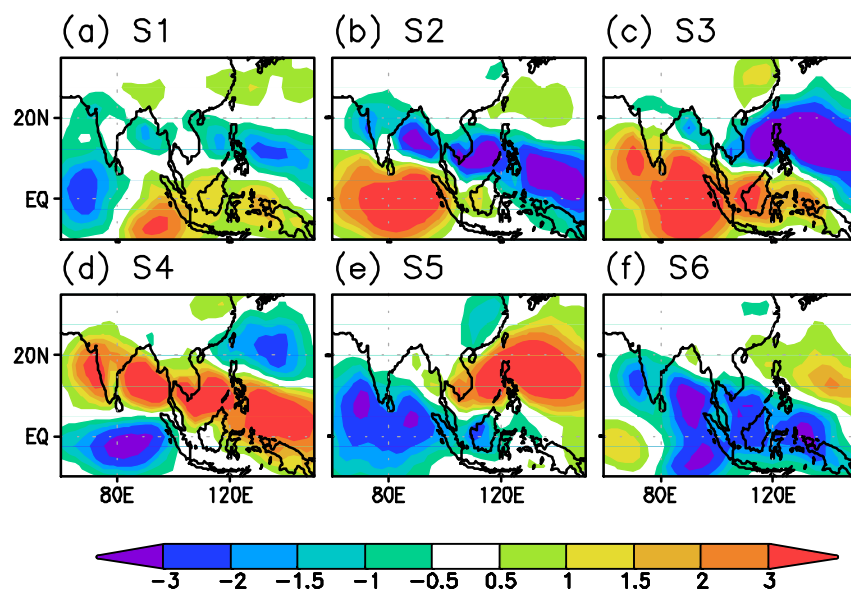 (a) S1 (b) S2 (c) S3
20N
EQ
(d) S4 (e) S5 (f) S6
20N
EQ
80E 120E 80E 120E 80E 120E
-3 -2 -1.5 -1 -0.5 0.5 1 1.5 2 3